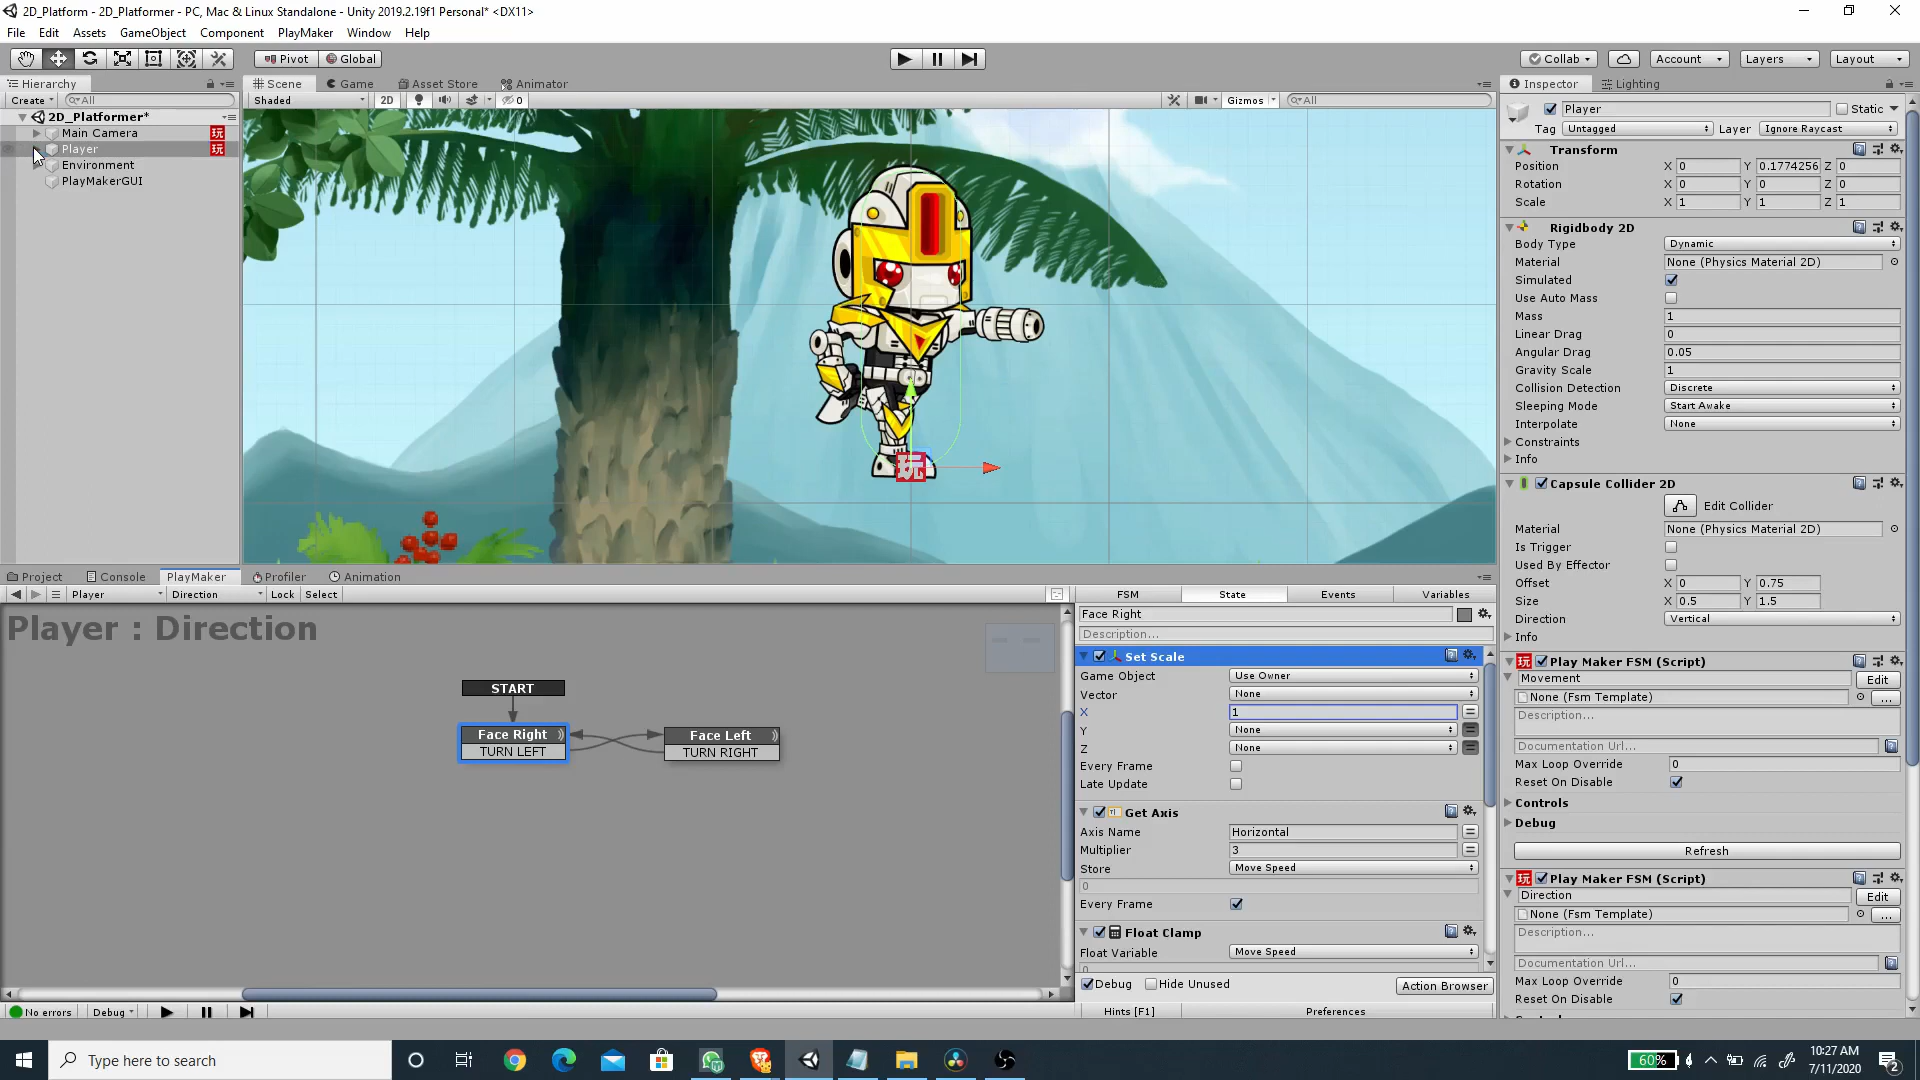 2D_Platform - 2D_Platformer - PC, Mac & Linux Standalone - Unity 2019.2.19f1 Personal* <DX11>
File Edit Assets GameObject Component PlayMaker Window Help
Pivot Global Collab Account Layers Layout
Hierarchy Scene Game Asset Store Animator Inspector Lighting
Create All Shaded 2D 0 Gizmos All
2D_Platformer*
Main Camera 玩
Player 玩
Environment
PlayMakerGUI
玩
Player Static
Tag Untagged Layer Ignore Raycast
Transform
Position X 0 Y 0.1774256 Z 0
Rotation X 0 Y 0 Z 0
Scale X 1 Y 1 Z 1
Rigidbody 2D
Body Type Dynamic
Material None (Physics Material 2D)
Simulated
Use Auto Mass
Mass 1
Linear Drag 0
Angular Drag 0.05
Gravity Scale 1
Collision Detection Discrete
Sleeping Mode Start Awake
Interpolate None
Constraints
Info
Capsule Collider 2D
Edit Collider
Material None (Physics Material 2D)
Is Trigger
Used By Effector
Offset X 0 Y 0.75
Size X 0.5 Y 1.5
Direction Vertical
Info
玩 Play Maker FSM (Script)
Movement Edit
None (Fsm Template) ...
Description...
Documentation Url...
Max Loop Override 0
Reset On Disable
Controls
Debug
Refresh
玩 Play Maker FSM (Script)
Direction Edit
None (Fsm Template) ...
Description...
Documentation Url...
Max Loop Override 0
Reset On Disable
Project Console PlayMaker Profiler Animation
Player Direction Lock Select
Player : Direction
START
Face Right
TURN LEFT
Face Left
TURN RIGHT
FSM State Events Variables
Face Right
Description...
Set Scale
Game Object Use Owner
Vector None
X 1
Y None
Z None
Every Frame
Late Update
Get Axis
Axis Name Horizontal
Multiplier 3
Store Move Speed
0
Every Frame
Float Clamp
Float Variable Move Speed
Debug Hide Unused Action Browser
Hints [F1] Preferences
No errors Debug
Type here to search
60%
10:27 AM
7/11/2020
2